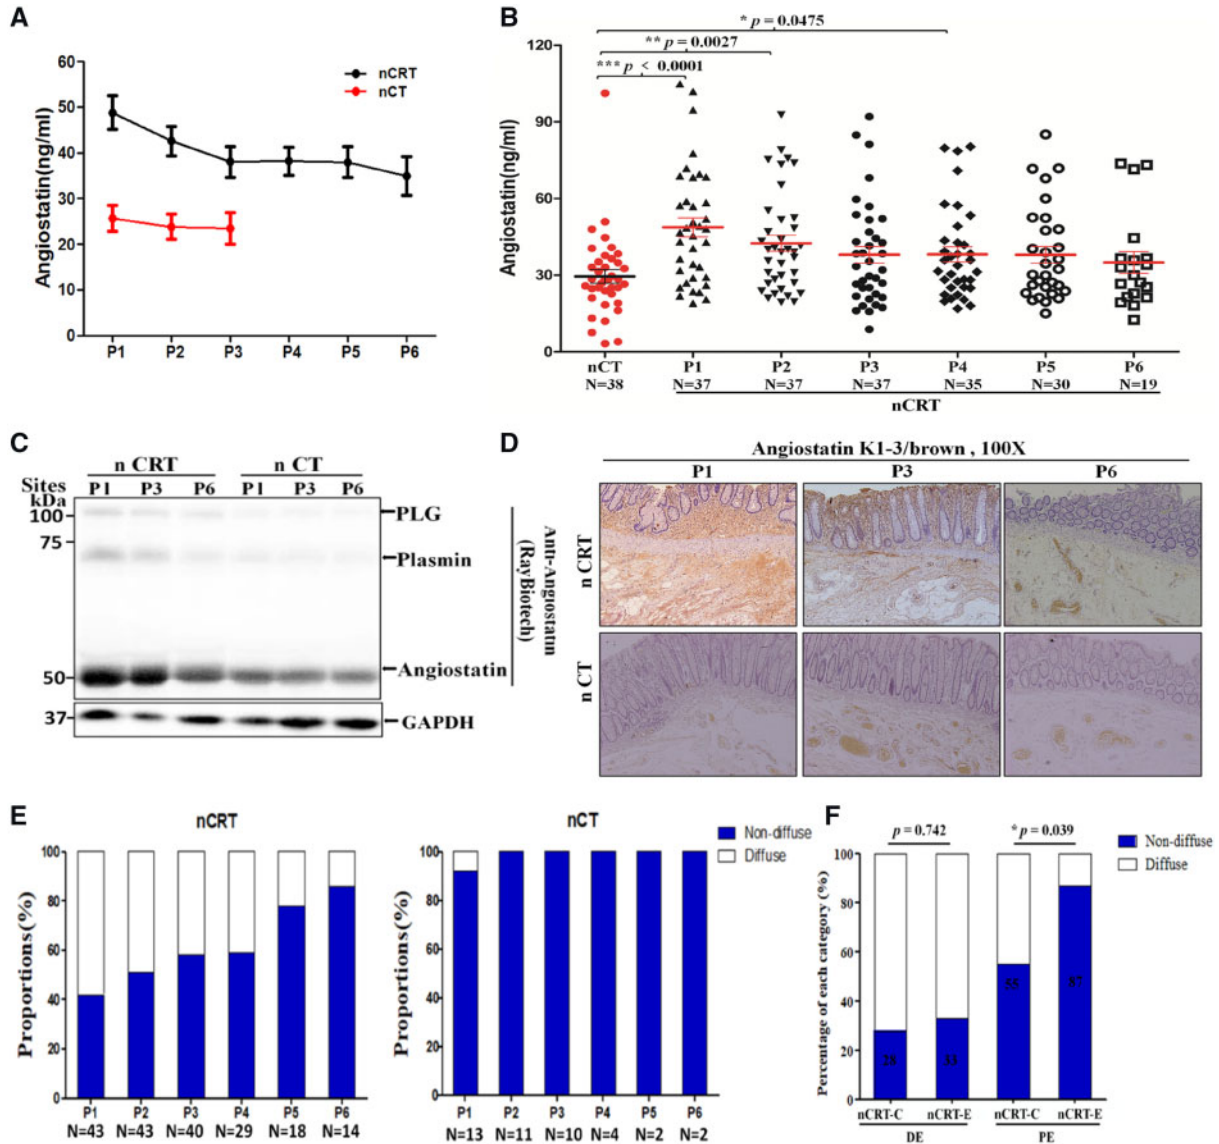 A
60
50
40
30
20
10
0
Angiostatin(ng/ml)
nCRT
nCT
P1 P2 P3 P4 P5 P6
B
* p = 0.0475
** p = 0.0027
*** p < 0.0001
120
90
60
30
0
Angiostatin(ng/ml)
nCT P1 P2 P3 P4 P5 P6
N=38 N=37 N=37 N=37 N=35 N=30 N=19
nCRT
C
n CRT n CT
Sites P1 P3 P6 P1 P3 P6
kDa
100
75
50
37
PLG
Plasmin
Angiostatin
GAPDH
Anti-Angiostatin
(RayBiotech)
D
Angiostatin K1-3/brown , 100X
P1 P3 P6
n CRT
n CT
E
nCRT
100
80
60
40
20
0
Proportions(%)
P1 P2 P3 P4 P5 P6
N=43 N=43 N=40 N=29 N=18 N=14
nCT
100
80
60
40
20
0
Proportions(%)
P1 P2 P3 P4 P5 P6
N=13 N=11 N=10 N=4 N=2 N=2
Non-diffuse
Diffuse
F
p = 0.742 * p = 0.039
100
80
60
40
20
0
Percentage of each category (%)
28 33 55 87
nCRT-C nCRT-E nCRT-C nCRT-E
DE PE
Non-diffuse
Diffuse